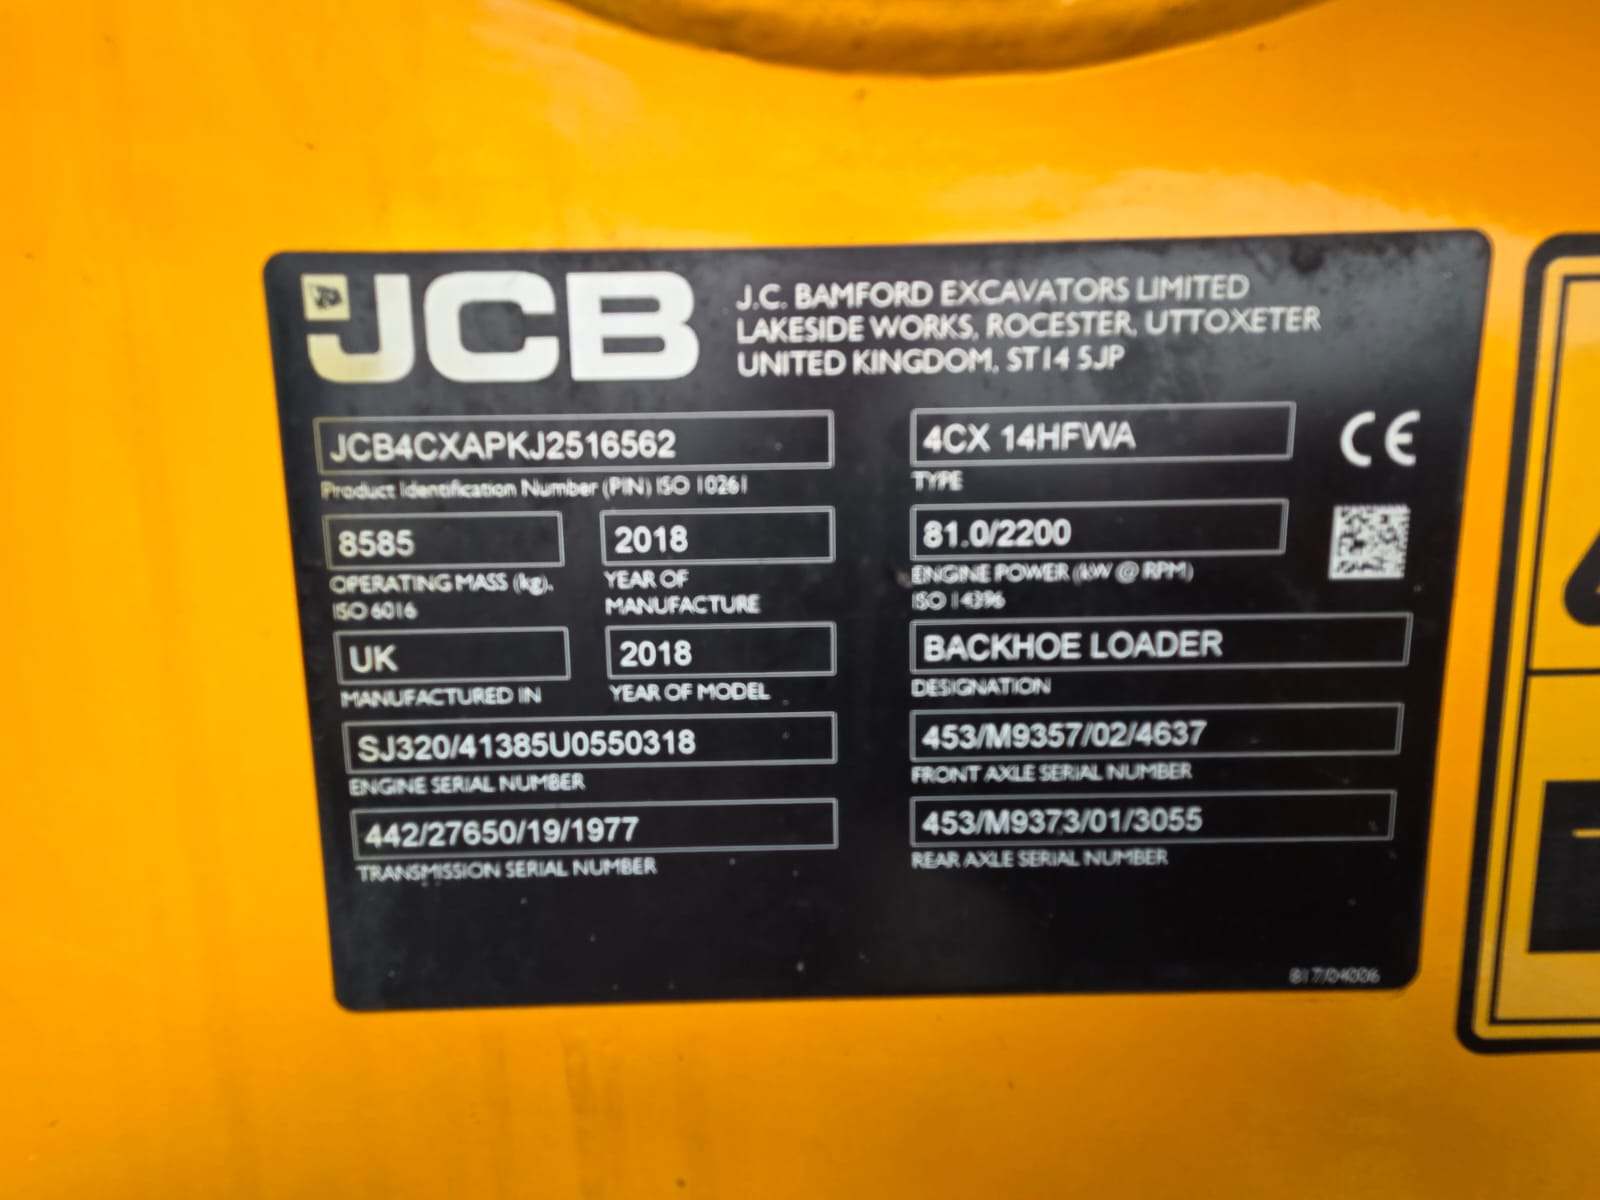 JCB
J.C. BAMFORD EXCAVATORS LIMITED
LAKESIDE WORKS, ROCESTER, UTTOXETER
UNITED KINGDOM, ST14 5JP
JCB4CXAPKJ2516562
Product Identification Number (PIN) ISO 10261
4CX 14HFWA
TYPE
CE
8585
OPERATING MASS (kg),
ISO 6016
2018
YEAR OF
MANUFACTURE
81.0/2200
ENGINE POWER (kW @ RPM)
ISO 14396
UK
MANUFACTURED IN
2018
YEAR OF MODEL
BACKHOE LOADER
DESIGNATION
SJ320/41385U0550318
ENGINE SERIAL NUMBER
453/M9357/02/4637
FRONT AXLE SERIAL NUMBER
442/27650/19/1977
TRANSMISSION SERIAL NUMBER
453/M9373/01/3055
REAR AXLE SERIAL NUMBER
817/04006